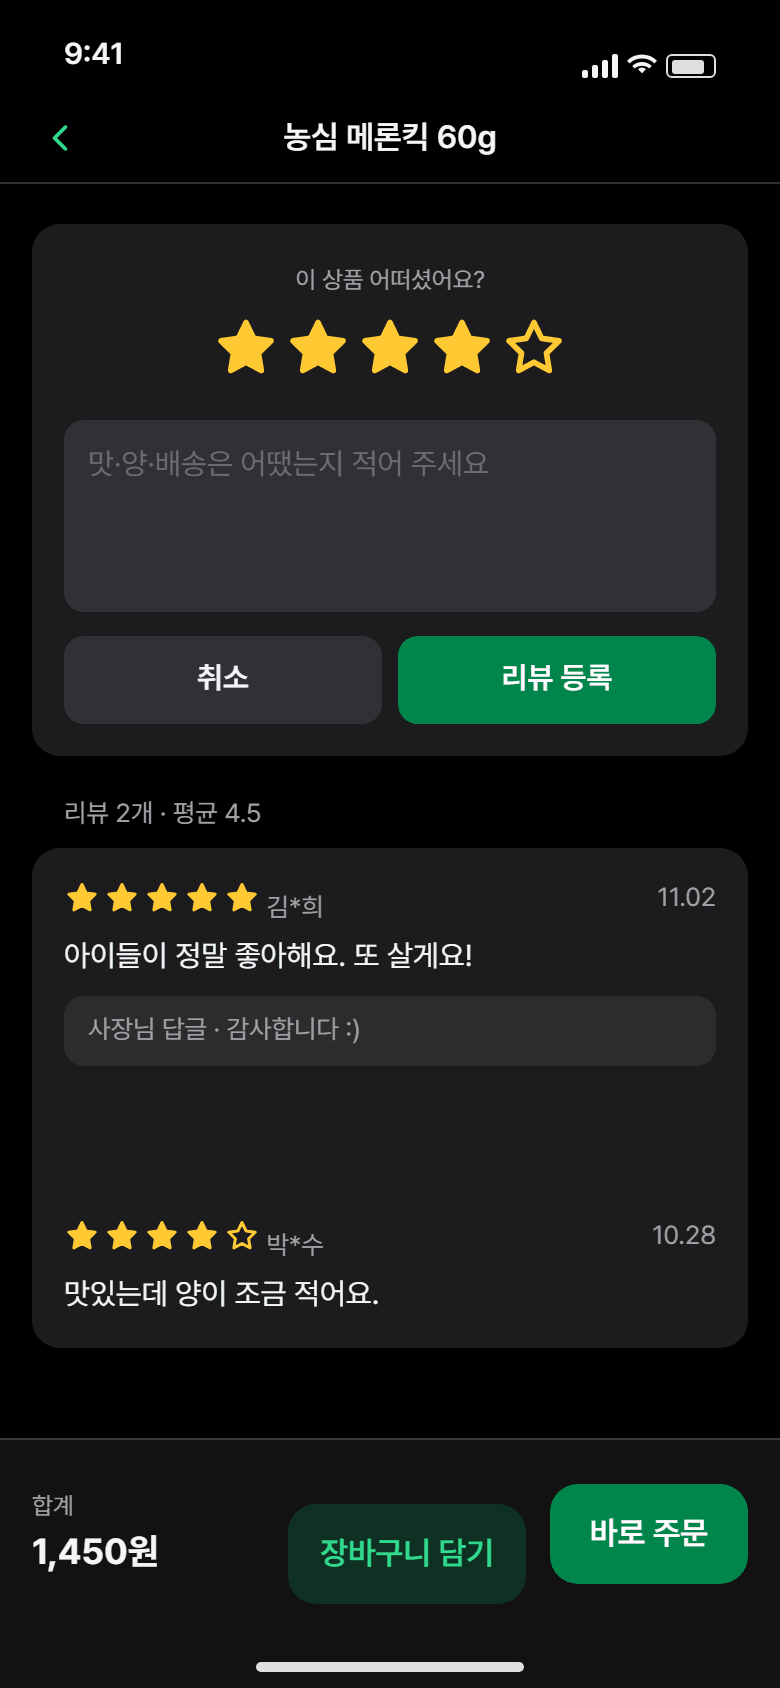 9:41
농심 메론킥 60g
이 상품 어떠셨어요?
맛·양·배송은 어땠는지 적어 주세요
취소
리뷰 등록
리뷰 2개 · 평균 4.5
김*희
11.02
아이들이 정말 좋아해요. 또 살게요!
사장님 답글 · 감사합니다 :)
박*수
10.28
맛있는데 양이 조금 적어요.
합계
1,450원
장바구니 담기
바로 주문